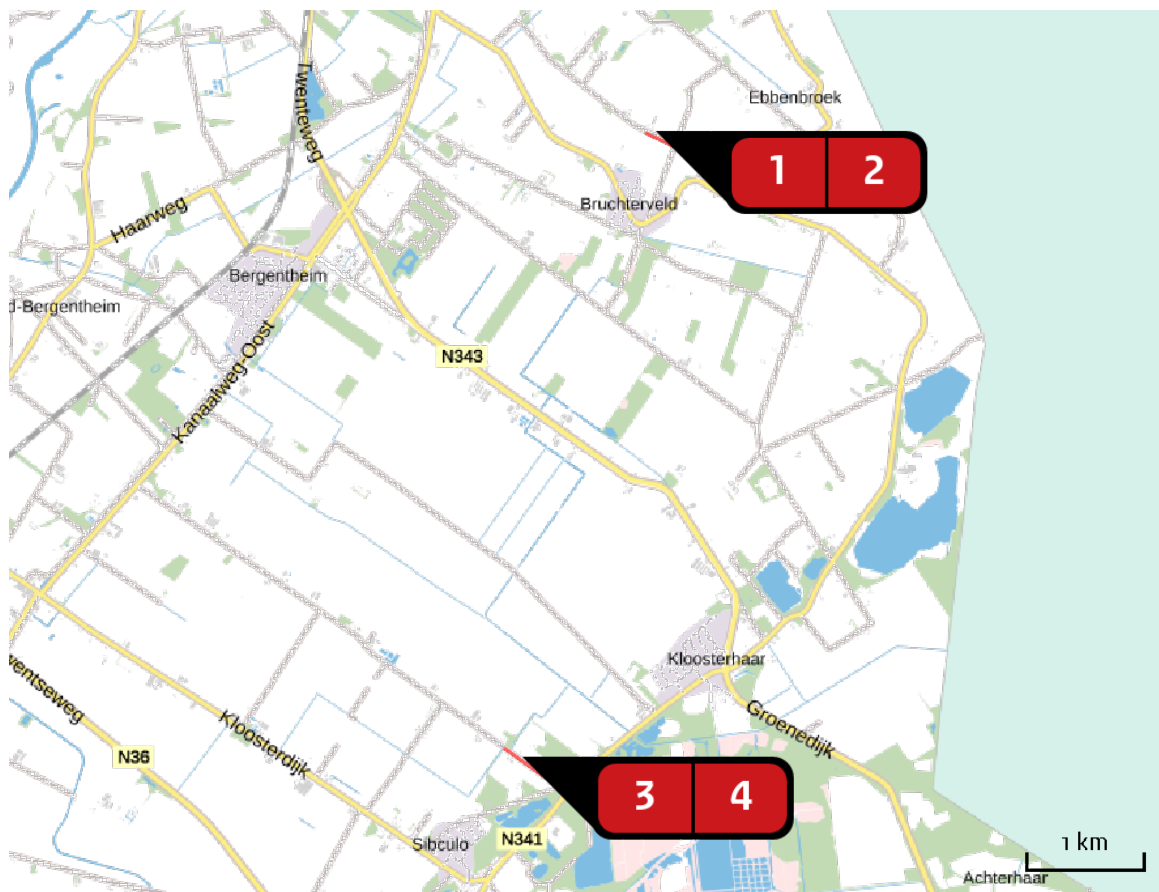 Twenteweg
Ebbenbroek
1 2
Bruchterveld
Haarweg
Bergentheim
d-Bergentheim
N343
Kanaalweg-Oost
Kloosterhaar
wentseweg
Kloosterdijk
Groenedijk
N36
3 4
N341
Sibculo
1 km
Achterhaar